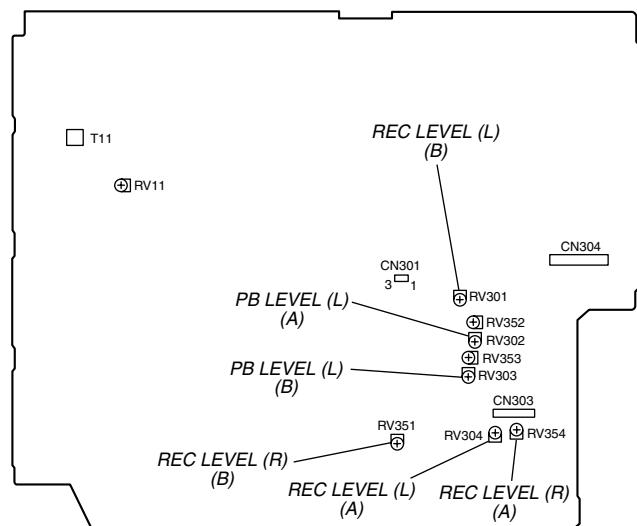 REC LEVEL (L)
(B)
T11
RV11
CN304
CN301
3 1
RV301
PB LEVEL (L)
(A)
RV352
RV302
RV353
PB LEVEL (L)
(B)
RV303
CN303
RV351
RV304
RV354
REC LEVEL (R)
(B)
REC LEVEL (L)
(A)
REC LEVEL (R)
(A)